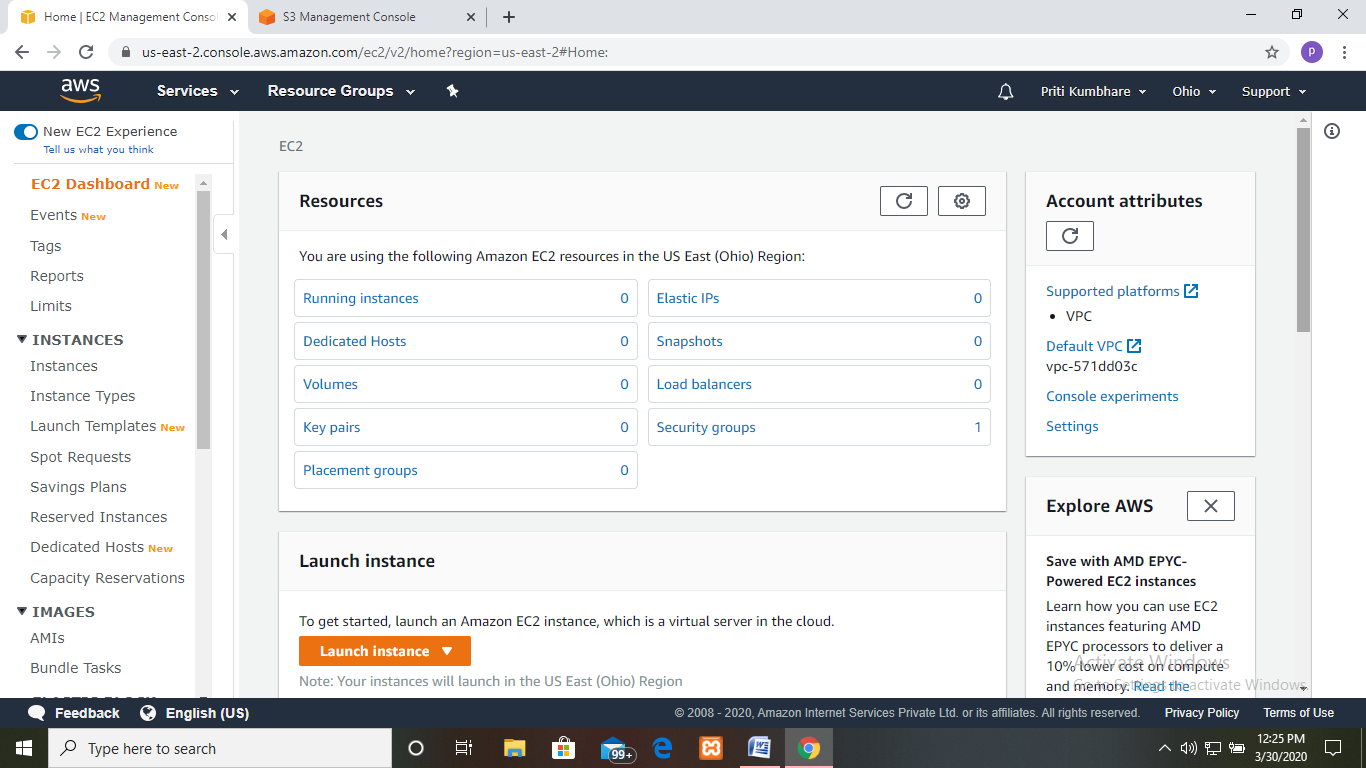 Home | EC2 Management Conso
S3 Management Console
us-east-2.console.aws.amazon.com/ec2/v2/home?region=us-east-2#Home:
P
aws
Services
Resource Groups
Priti Kumbhare
Ohio
Support
New EC2 Experience
Tell us what you think
EC2 Dashboard New
Events New
Tags
Reports
Limits
INSTANCES
Instances
Instance Types
Launch Templates New
Spot Requests
Savings Plans
Reserved Instances
Dedicated Hosts New
Capacity Reservations
IMAGES
AMIs
Bundle Tasks
EC2
Resources
You are using the following Amazon EC2 resources in the US East (Ohio) Region:
Running instances 0
Elastic IPs 0
Dedicated Hosts 0
Snapshots 0
Volumes 0
Load balancers 0
Key pairs 0
Security groups 1
Placement groups 0
Launch instance
To get started, launch an Amazon EC2 instance, which is a virtual server in the cloud.
Launch instance
Note: Your instances will launch in the US East (Ohio) Region
Account attributes
Supported platforms
• VPC
Default VPC
vpc-571dd03c
Console experiments
Settings
Explore AWS
Save with AMD EPYC-
Powered EC2 instances
Learn how you can use EC2
instances featuring AMD
EPYC processors to deliver a
10% lower cost on compute
and memory. Read the
Activate Windows
Go to Settings to activate Windows.
Feedback
English (US)
© 2008 - 2020, Amazon Internet Services Private Ltd. or its affiliates. All rights reserved.
Privacy Policy
Terms of Use
Type here to search
99+
12:25 PM
3/30/2020